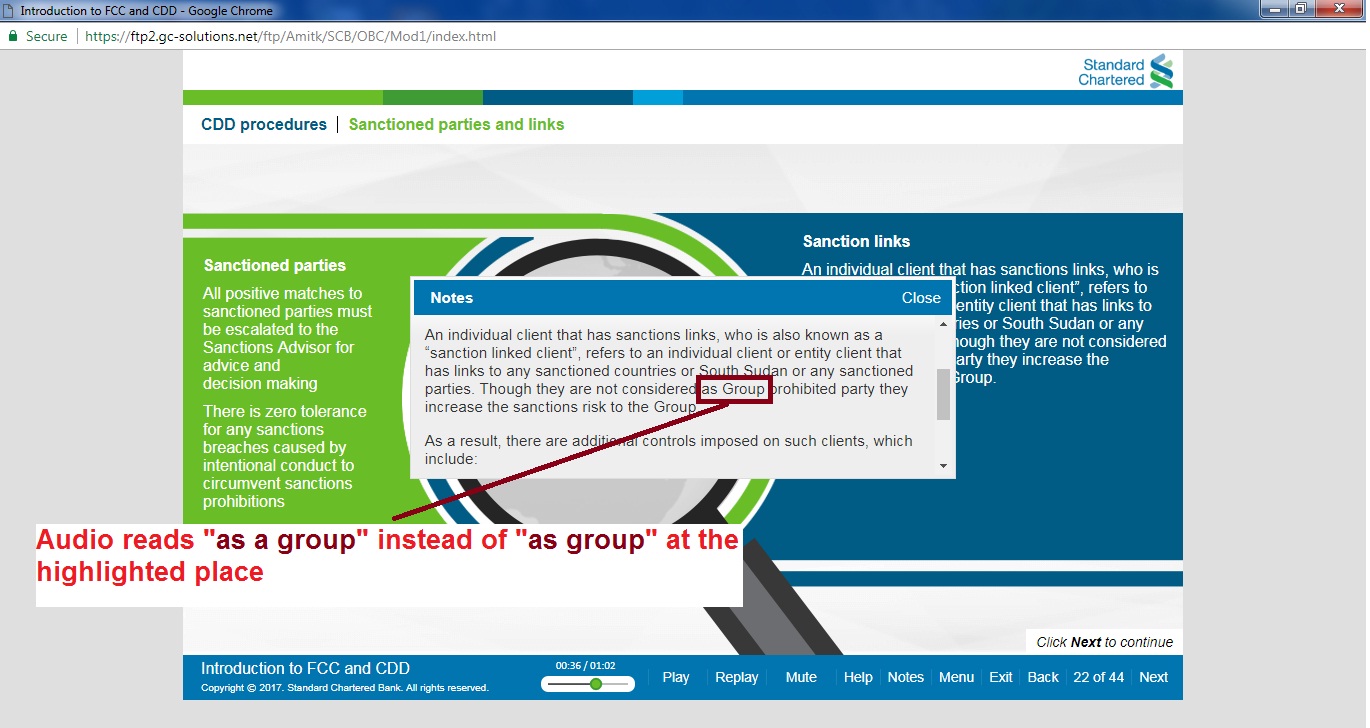 Introduction to FCC and CDD - Google Chrome
Secure | https://ftp2.gc-solutions.net/ftp/Amitk/SCB/OBC/Mod1/index.html
Standard
Chartered
CDD procedures | Sanctioned parties and links
Sanctioned parties
All positive matches to
sanctioned parties must
be escalated to the
Sanctions Advisor for
advice and
decision making
There is zero tolerance
for any sanctions
breaches caused by
intentional conduct to
circumvent sanctions
prohibitions
Sanction links
An individual client that has sanctions links, who is
ction linked client”, refers to
entity client that has links to
ries or South Sudan or any
hough they are not considered
arty they increase the
Group.
Notes
Close
An individual client that has sanctions links, who is also known as a
“sanction linked client”, refers to an individual client or entity client that
has links to any sanctioned countries or South Sudan or any sanctioned
parties. Though they are not considered as Group prohibited party they
increase the sanctions risk to the Group.
As a result, there are additional controls imposed on such clients, which
include:
Audio reads "as a group" instead of "as group" at the
highlighted place
Click Next to continue
Introduction to FCC and CDD
Copyright © 2017. Standard Chartered Bank. All rights reserved.
00:36 / 01:02
Play Replay Mute Help Notes Menu Exit Back 22 of 44 Next